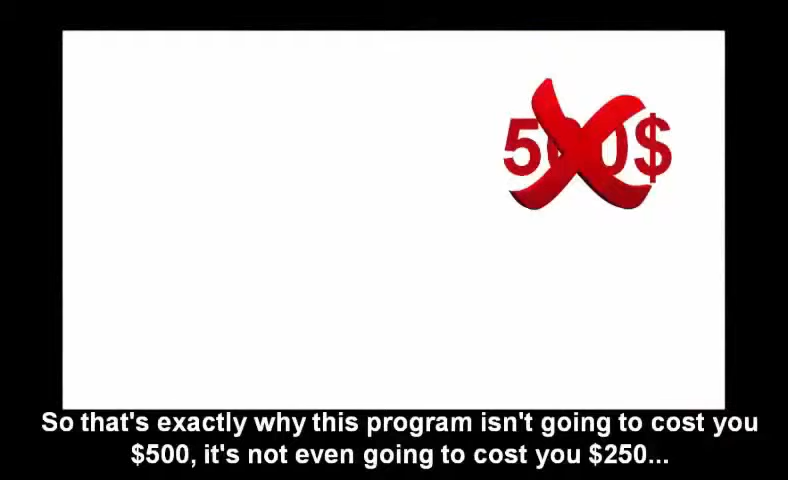 500$
So that's exactly why this program isn't going to cost you
$500, it's not even going to cost you $250...